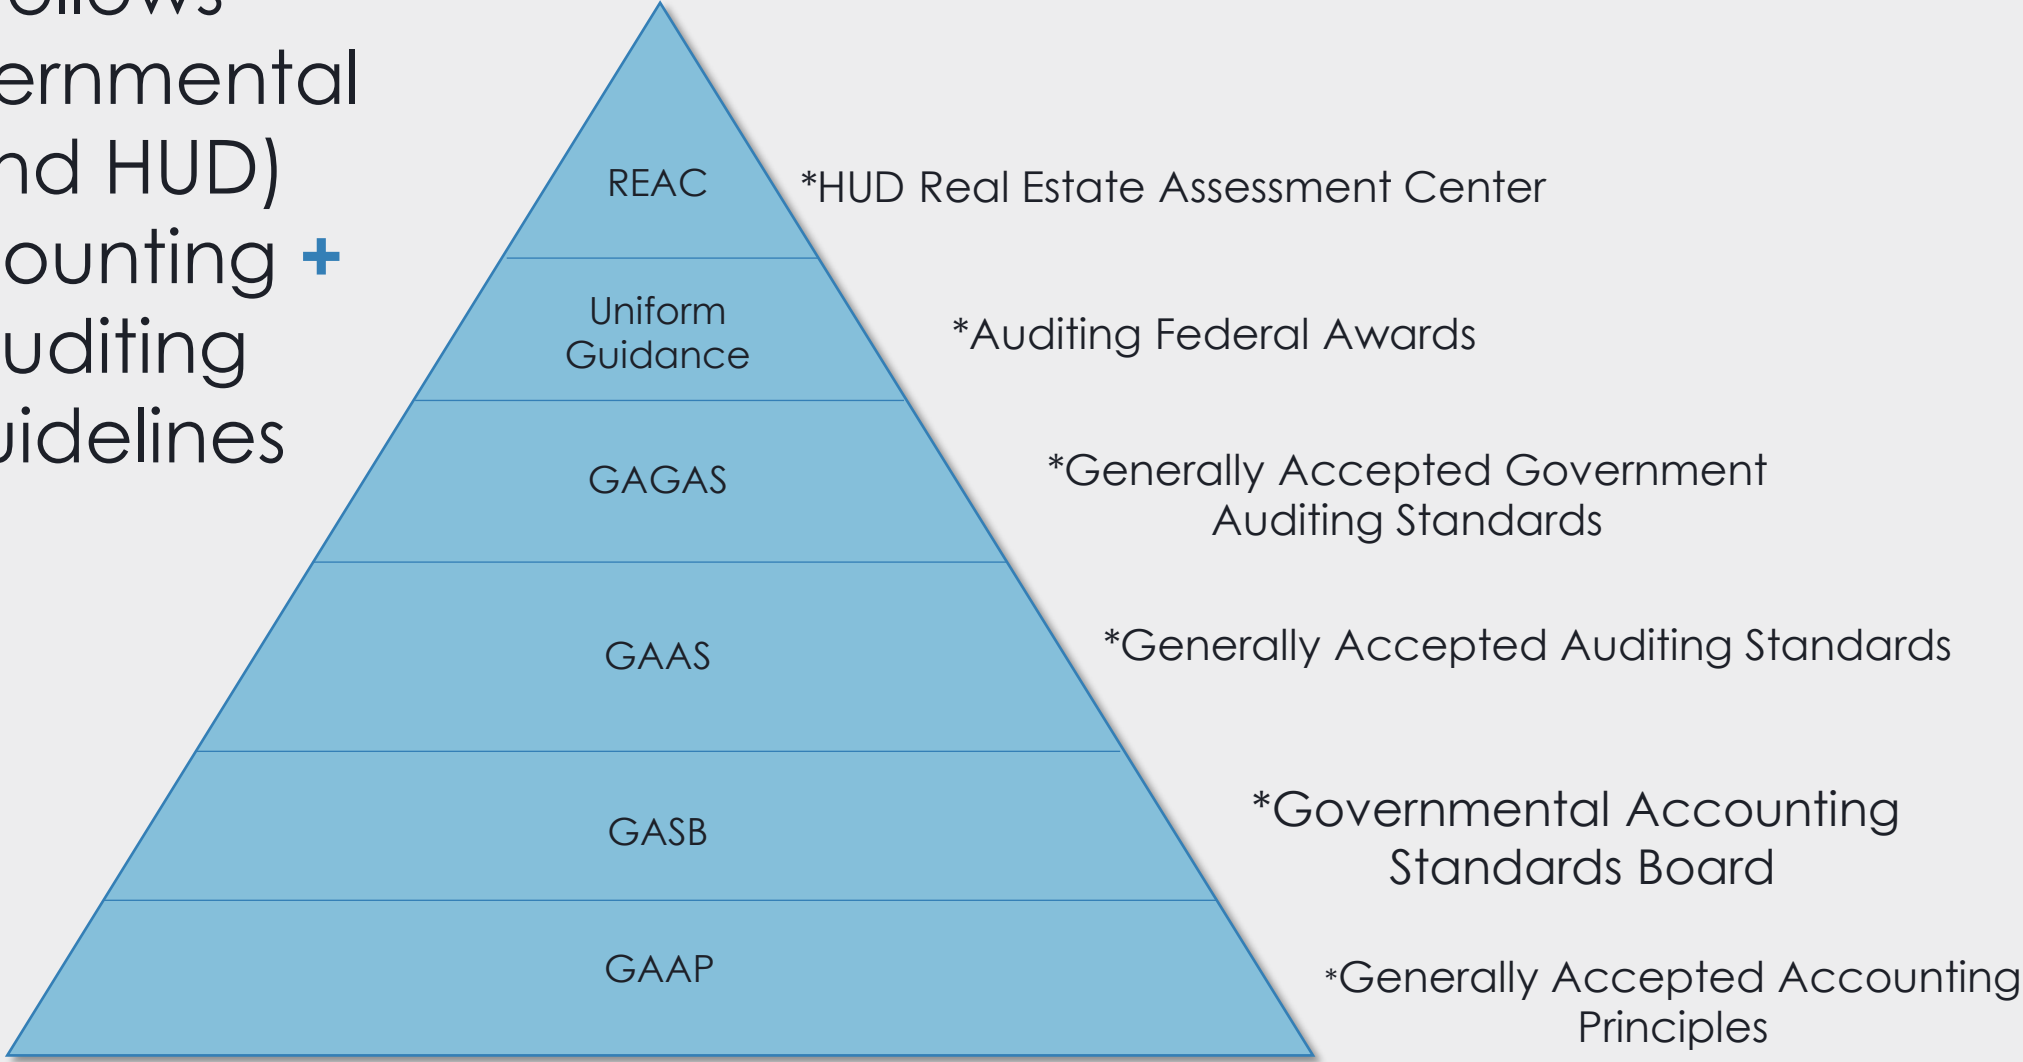 ollows
ernmental
nd HUD)
ounting +
uditing
uidelines
REAC
*HUD Real Estate Assessment Center
Uniform
Guidance
*Auditing Federal Awards
GAGAS
*Generally Accepted Government
Auditing Standards
GAAS
*Generally Accepted Auditing Standards
GASB
*Governmental Accounting
Standards Board
GAAP
*Generally Accepted Accounting
Principles